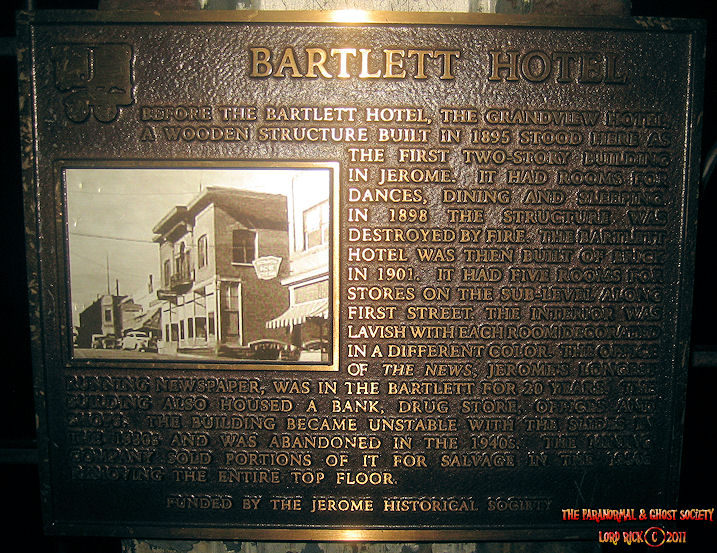 BARTLETT HOTEL
BEFORE THE BARTLETT HOTEL, THE GRANDVIEW HOTEL,
A WOODEN STRUCTURE BUILT IN 1895 STOOD HERE AS
THE FIRST TWO-STORY BUILDING
IN JEROME. IT HAD ROOMS FOR
DANCES, DINING AND SLEEPING.
IN 1898 THE STRUCTURE WAS
DESTROYED BY FIRE. THE BARTLETT
HOTEL WAS THEN BUILT OF BRICK
IN 1901. IT HAD FIVE ROOMS FOR
STORES ON THE SUB-LEVEL ALONG
FIRST STREET. THE INTERIOR WAS
LAVISH WITH EACH ROOM DECORATED
IN A DIFFERENT COLOR. THE OFFICE
OF THE NEWS, JEROME'S LONGEST
RUNNING NEWSPAPER, WAS IN THE BARTLETT FOR 20 YEARS. THE
BUILDING ALSO HOUSED A BANK, DRUG STORE, OFFICES AND
SHOPS. THE BUILDING BECAME UNSTABLE WITH THE SLIDES IN
THE 1930S AND WAS ABANDONED IN THE 1940S. THE MINING
COMPANY SOLD PORTIONS OF IT FOR SALVAGE IN THE
REMOVING THE ENTIRE TOP FLOOR.
FUNDED BY THE JEROME HISTORICAL SOCIETY
THE PARANORMAL & GHOST SOCIETY
LORD RICK © 2011